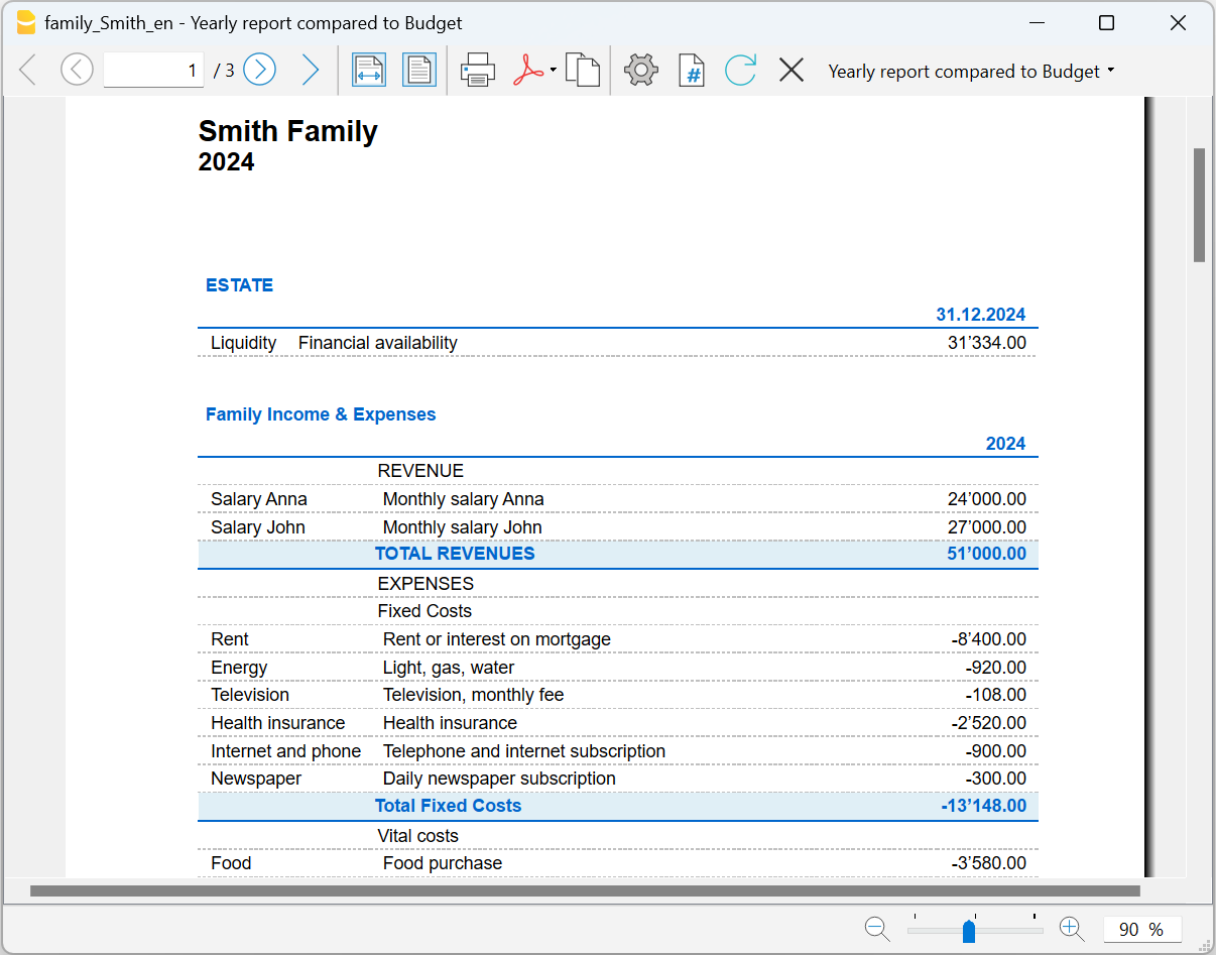 family_Smith_en - Yearly report compared to Budget
1 / 3 # Yearly report compared to Budget
Smith Family
2024
ESTATE
31.12.2024
Liquidity Financial availability 31’334.00
Family Income & Expenses
2024
REVENUE
Salary Anna Monthly salary Anna 24’000.00
Salary John Monthly salary John 27’000.00
TOTAL REVENUES 51’000.00
EXPENSES
Fixed Costs
Rent Rent or interest on mortgage -8’400.00
Energy Light, gas, water -920.00
Television Television, monthly fee -108.00
Health insurance Health insurance -2’520.00
Internet and phone Telephone and internet subscription -900.00
Newspaper Daily newspaper subscription -300.00
Total Fixed Costs -13’148.00
Vital costs
Food Food purchase -3’580.00
90 %